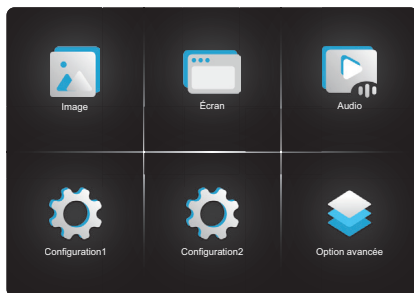 Image
Écran
Audio
Configuration1
Configuration2
Option avancée